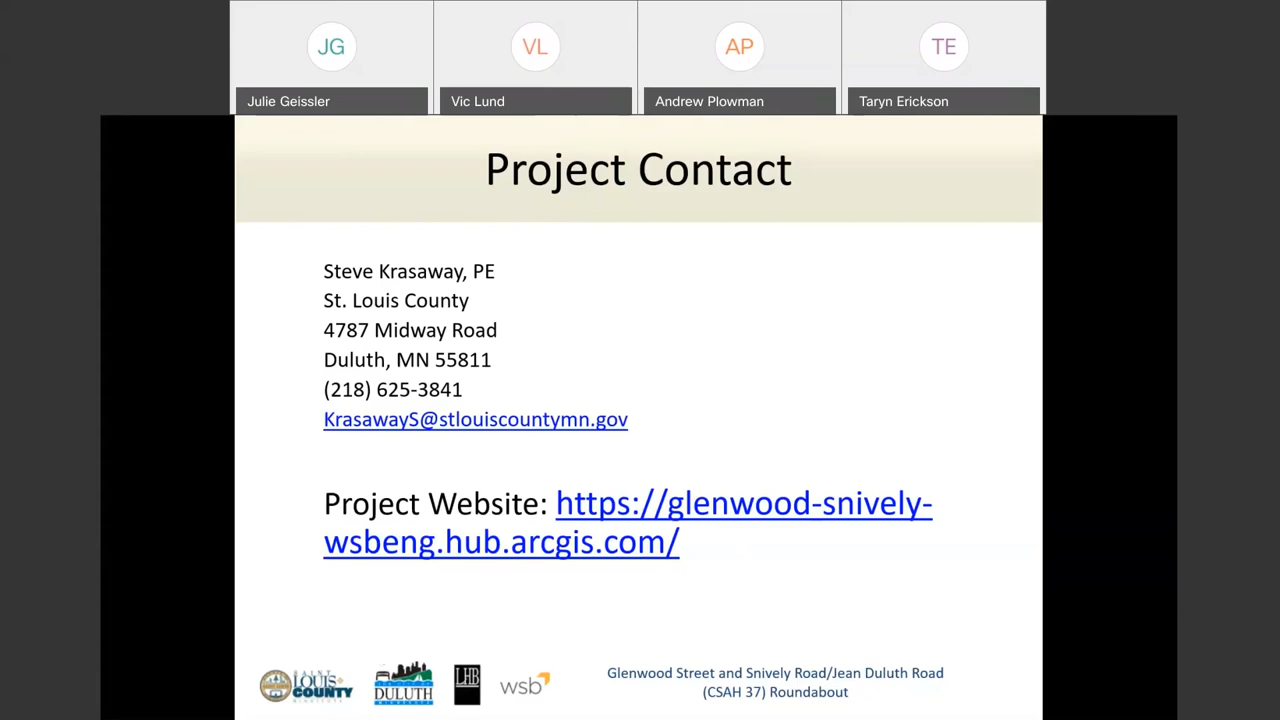 JG
VL
AP
TE
Julie Geissler
Vic Lund
Andrew Plowman
Taryn Erickson
Project Contact
Steve Krasaway, PE
St. Louis County
4787 Midway Road
Duluth, MN 55811
(218) 625-3841
KrasawayS@stlouiscountymn.gov
Project Website: https://glenwood-snively-
wsbeng.hub.arcgis.com/
SAINT
LOUIS
COUNTY
DULUTH
LHB
wsb
Glenwood Street and Snively Road/Jean Duluth Road
(CSAH 37) Roundabout